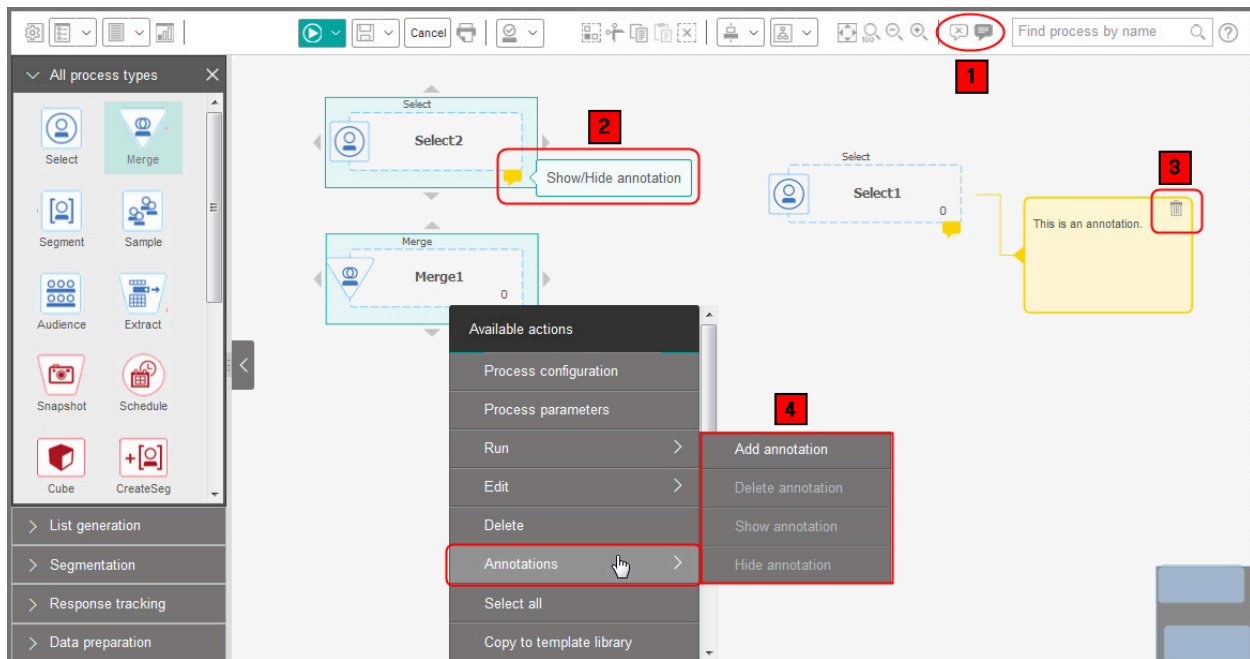 Cancel
100
Find process by name
1
All process types
Select
Merge
Segment
Sample
Audience
Extract
Snapshot
Schedule
Cube
CreateSeg
List generation
Segmentation
Response tracking
Data preparation
Select
Select2
2
Show/Hide annotation
Merge
Merge1
0
Select
Select1
0
3
This is an annotation.
Available actions
Process configuration
Process parameters
Run
Edit
Delete
Annotations
Select all
Copy to template library
4
Add annotation
Delete annotation
Show annotation
Hide annotation